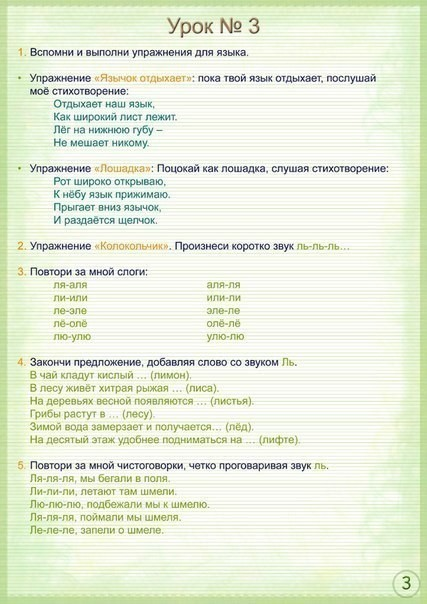 Урок № 3
1. Вспомни и выполни упражнения для языка.
• Упражнение «Язычок отдыхает»: пока твой язык отдыхает, послушай
моё стихотворение:
Отдыхает наш язык,
Как широкий лист лежит.
Лёг на нижнюю губу –
Не мешает никому.
• Упражнение «Лошадка»: Поцокай как лошадка, слушая стихотворение:
Рот широко открываю,
К нёбу язык прижимаю.
Прыгает вниз язычок,
И раздаётся щелчок.
2. Упражнение «Колокольчик». Произнеси коротко звук ль-ль-ль…
3. Повтори за мной слоги:
ля-аля аля-ля
ли-или или-ли
ле-эле эле-ле
лё-олё олё-лё
лю-улю улю-лю
4. Закончи предложение, добавляя слово со звуком Ль.
В чай кладут кислый … (лимон).
В лесу живёт хитрая рыжая … (лиса).
На деревьях весной появляются … (листья).
Грибы растут в … (лесу).
Зимой вода замерзает и получается… (лёд).
На десятый этаж удобнее подниматься на … (лифте).
5. Повтори за мной чистоговорки, четко проговаривая звук ль.
Ля-ля-ля, мы бегали в поля.
Ли-ли-ли, летают там шмели.
Лю-лю-лю, подбежали мы к шмелю.
Ля-ля-ля, поймали мы шмеля.
Ле-ле-ле, запели о шмеле.
3